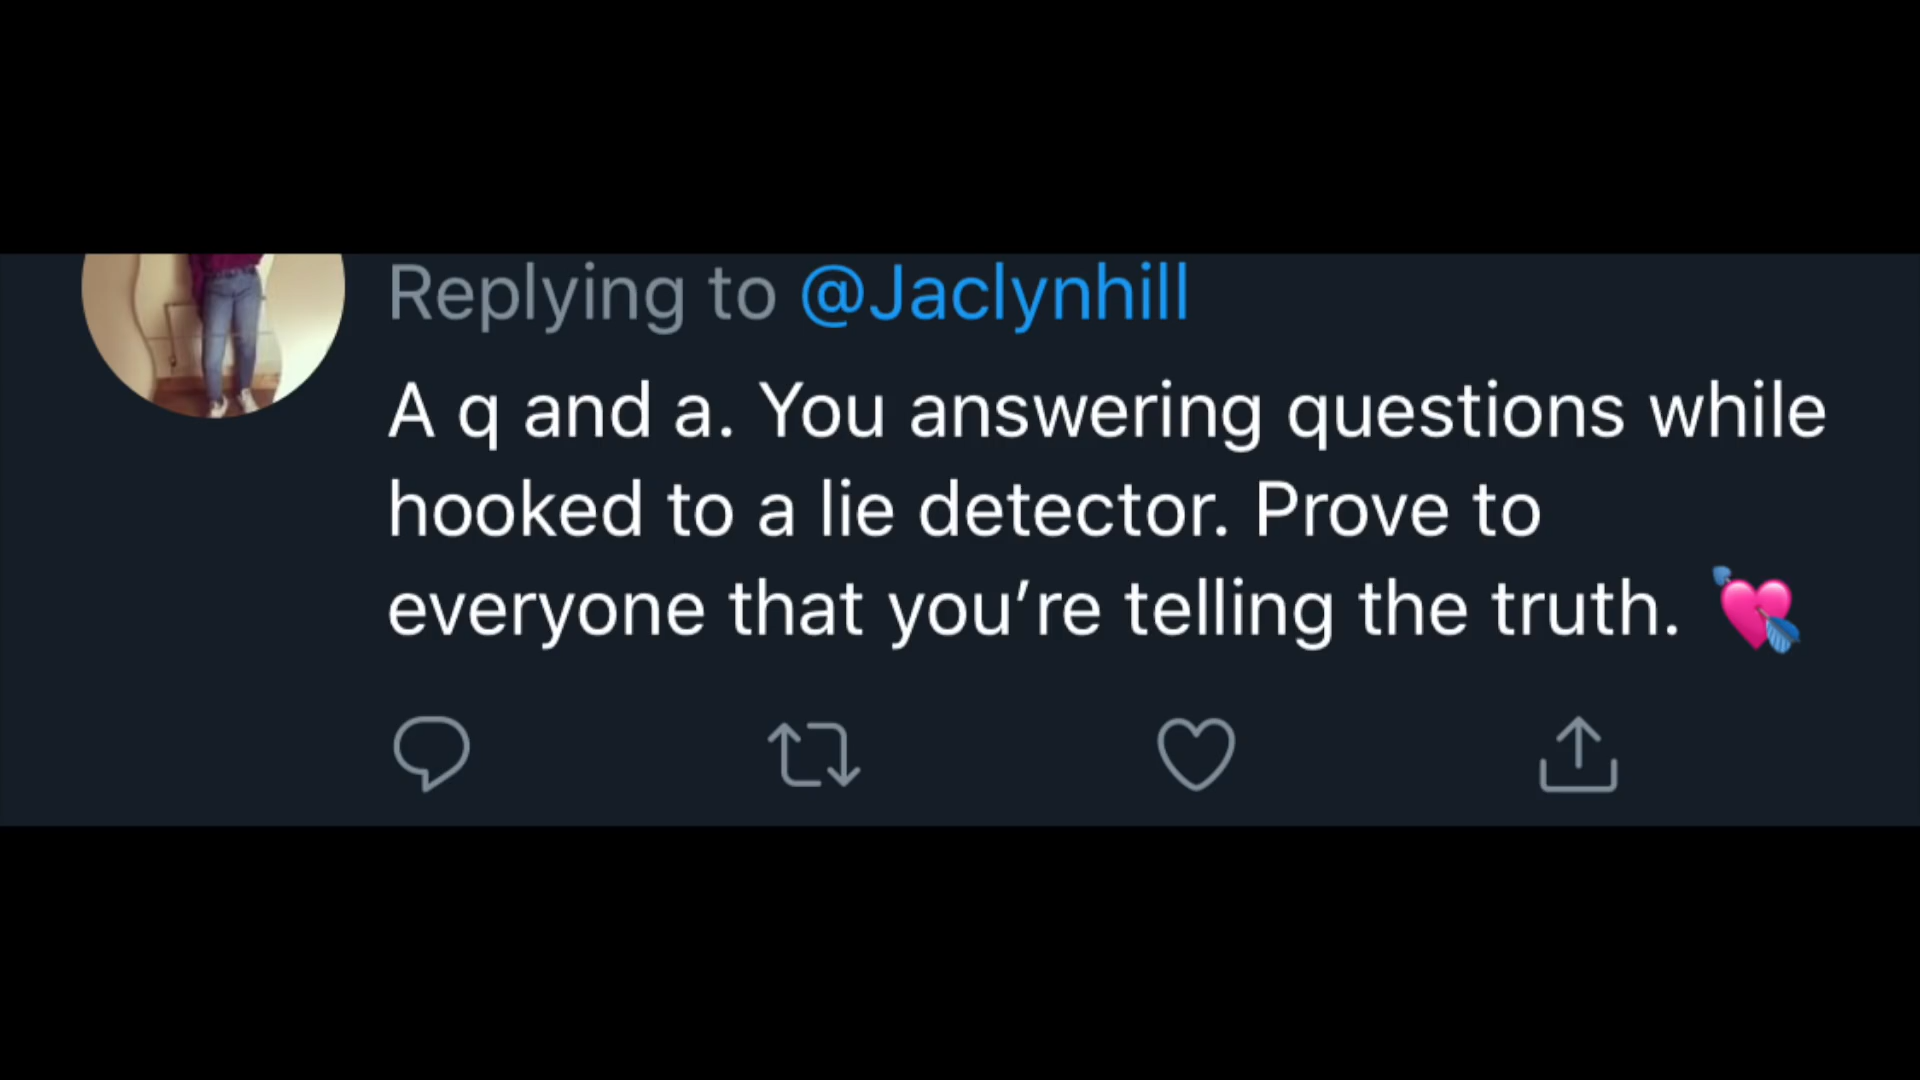 Replying to @Jaclynhill
A q and a. You answering questions while
hooked to a lie detector. Prove to
everyone that you’re telling the truth. 💘